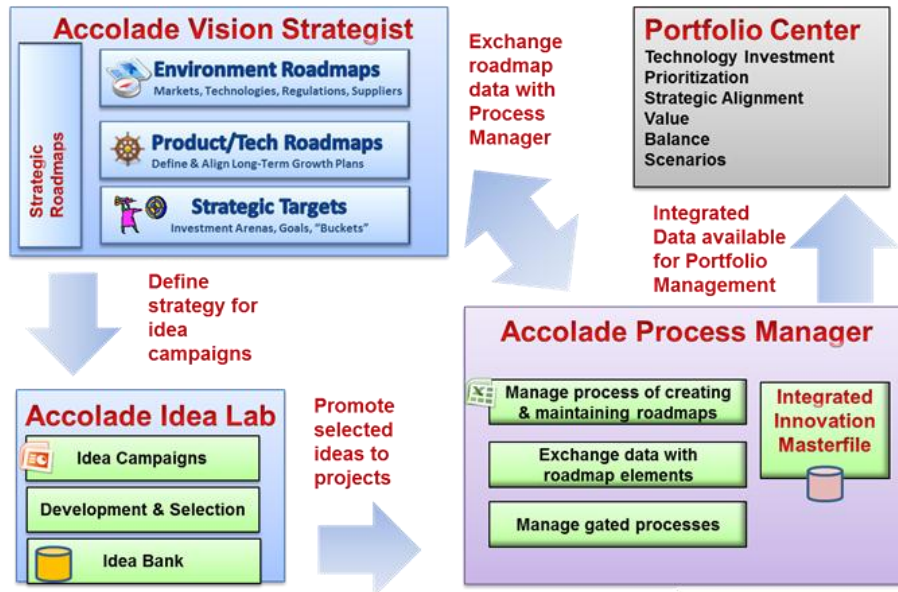 Accolade Vision Strategist
Strategic
Roadmaps
Environment Roadmaps
Markets, Technologies, Regulations, Suppliers
Product/Tech Roadmaps
Define & Align Long-Term Growth Plans
Strategic Targets
Investment Arenas, Goals, "Buckets"
Exchange
roadmap
data with
Process
Manager
Portfolio Center
Technology Investment
Prioritization
Strategic Alignment
Value
Balance
Scenarios
Define
strategy for
idea
campaigns
Integrated
Data available
for Portfolio
Management
Accolade Idea Lab
Idea Campaigns
Development & Selection
Idea Bank
Promote
selected
ideas to
projects
Accolade Process Manager
Manage process of creating
& maintaining roadmaps
Exchange data with
roadmap elements
Manage gated processes
Integrated
Innovation
Masterfile